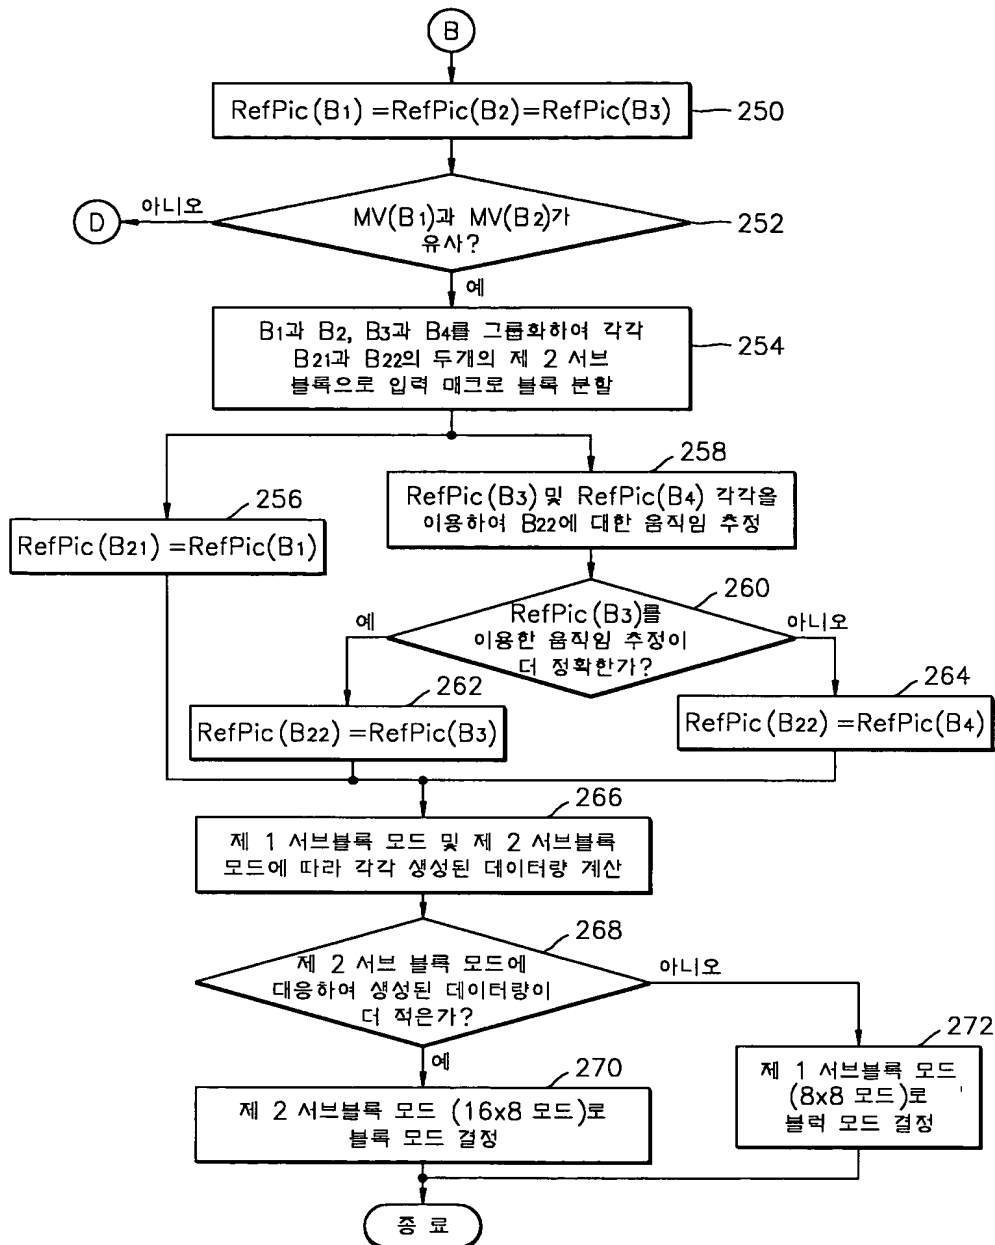 B
RefPic(B1)=RefPic(B2)=RefPic(B3)
250
아니오
D
MV(B1)과 MV(B2)가
유사?
252
예
B1과 B2, B3과 B4를 그룹화하여 각각
B21과 B22의 두개의 제 2 서브
블록으로 입력 매크로 블록 분할
254
256
RefPic(B21)=RefPic(B1)
258
RefPic(B3) 및 RefPic(B4) 각각을
이용하여 B22에 대한 움직임 추정
260
RefPic(B3)를
이용한 움직임 추정이
더 정확한가?
예
아니오
262
RefPic(B22)=RefPic(B3)
264
RefPic(B22)=RefPic(B4)
266
제 1 서브블록 모드 및 제 2 서브블록
모드에 따라 각각 생성된 데이터량 계산
268
제 2 서브 블록 모드에
대응하여 생성된 데이터량이
더 적은가?
아니오
예
270
제 2 서브블록 모드 (16x8 모드)로
블록 모드 결정
272
제 1 서브블록 모드
(8x8 모드)로
블럭 모드 결정
종 료